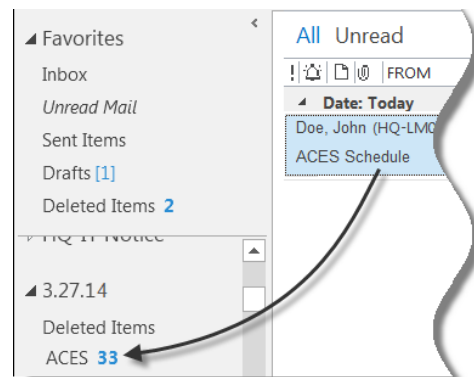 Favorites
Inbox
Unread Mail
Sent Items
Drafts [1]
Deleted Items 2
HQ-IT Notice
3.27.14
Deleted Items
ACES 33
All Unread
! FROM
Date: Today
Doe, John (HQ-LM0
ACES Schedule